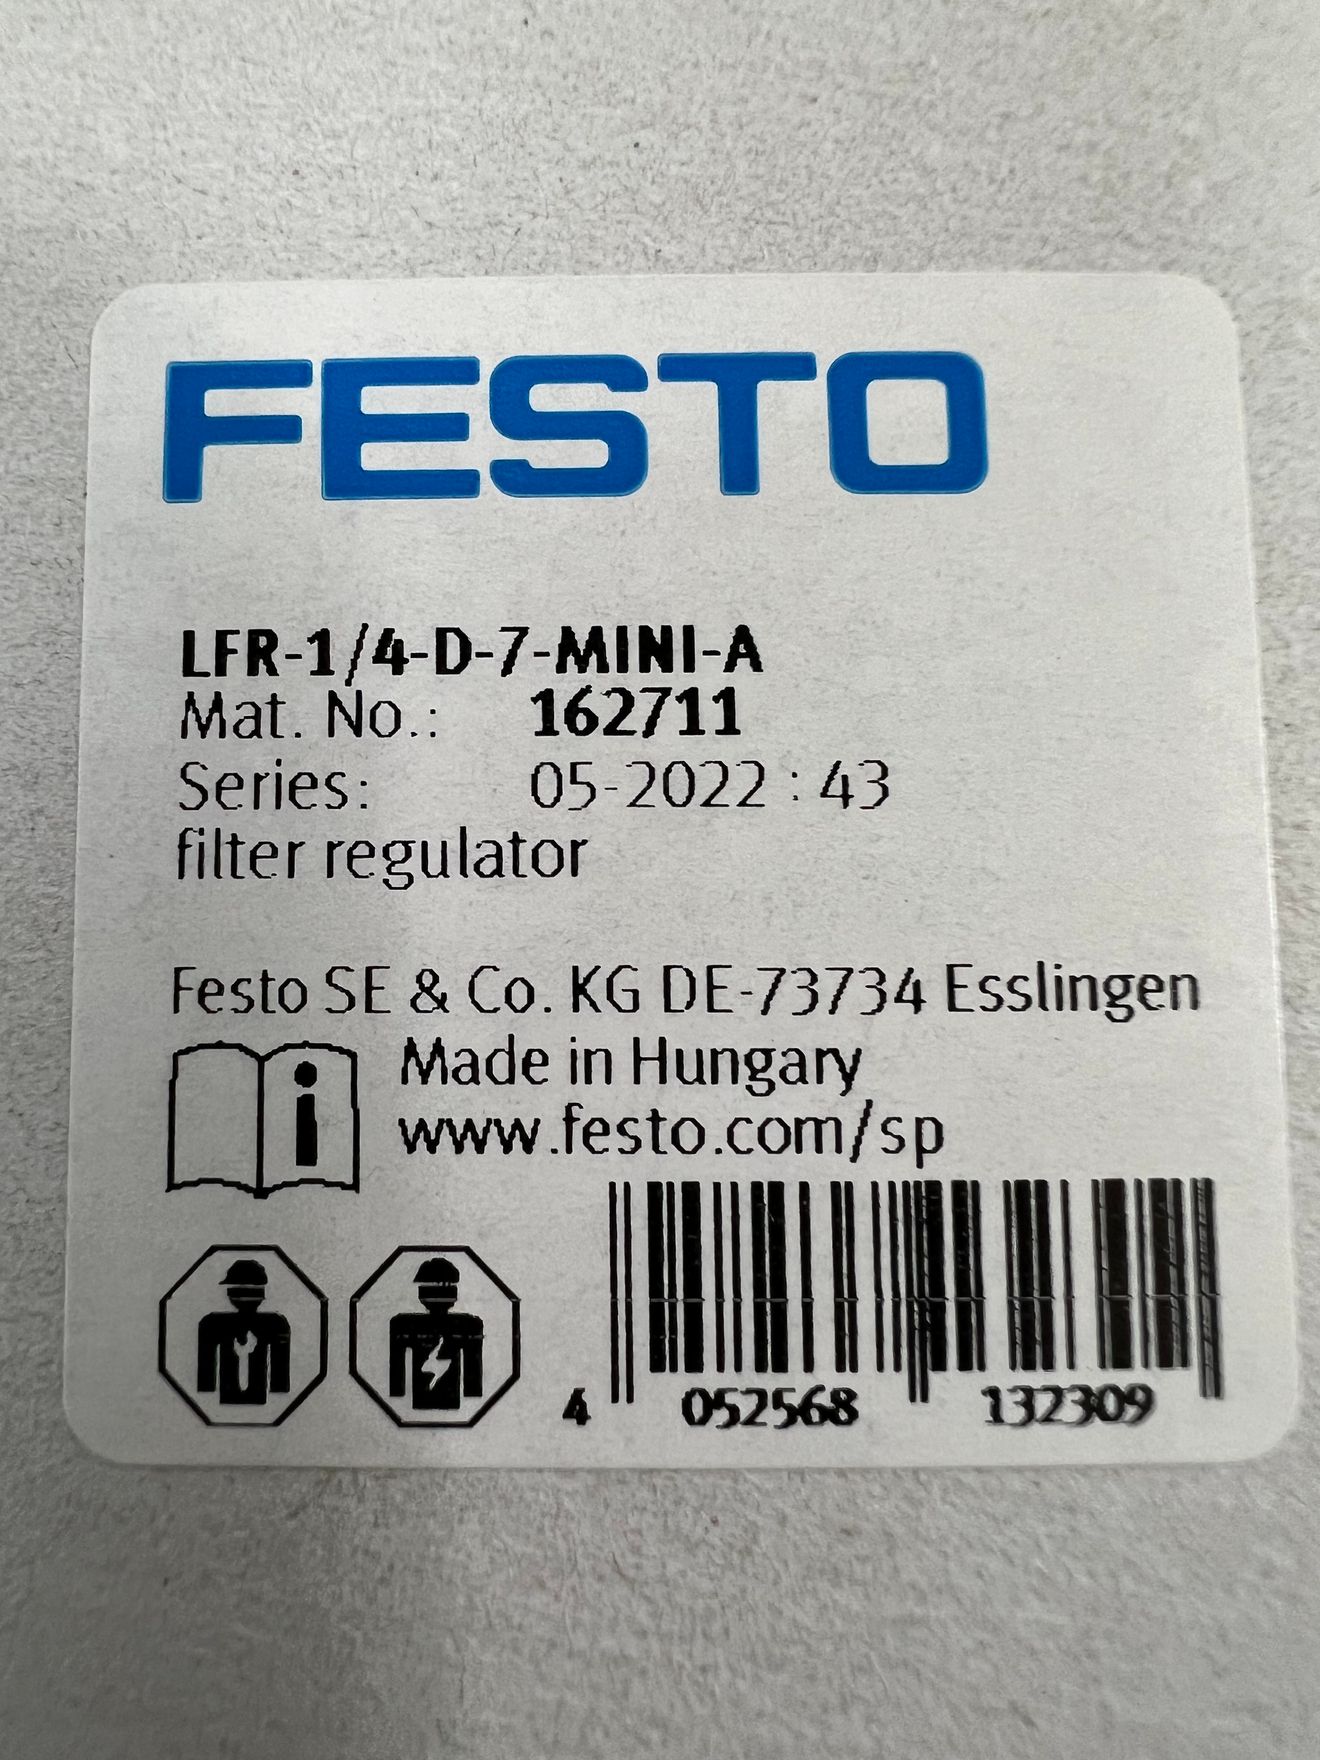 FESTO
LFR-1/4-D-7-MINI-A
Mat. No.: 162711
Series: 05-2022 : 43
filter regulator
Festo SE & Co. KG DE-73734 Esslingen
i Made in Hungary
www.festo.com/sp
4 052568 132309